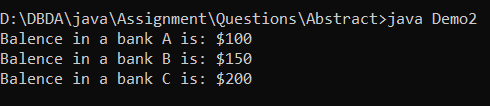 D:\DBDA\java\Assignment\Questions\Abstract>java Demo2
Balence in a bank A is: $100
Balence in a bank B is: $150
Balence in a bank C is: $200